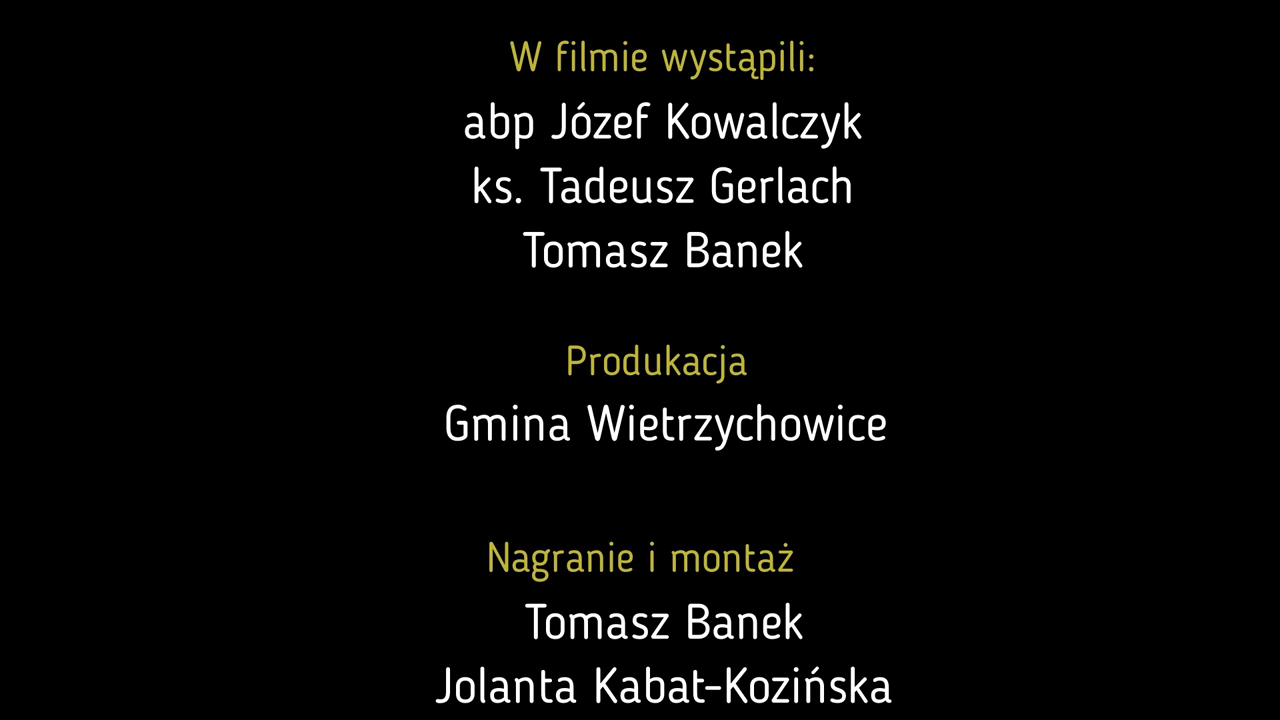 W filmie wystąpili:
abp Józef Kowalczyk
ks. Tadeusz Gerlach
Tomasz Banek
Produkacja
Gmina Wietrzychowice
Nagranie i montaż
Tomasz Banek
Jolanta Kabat-Kozińska